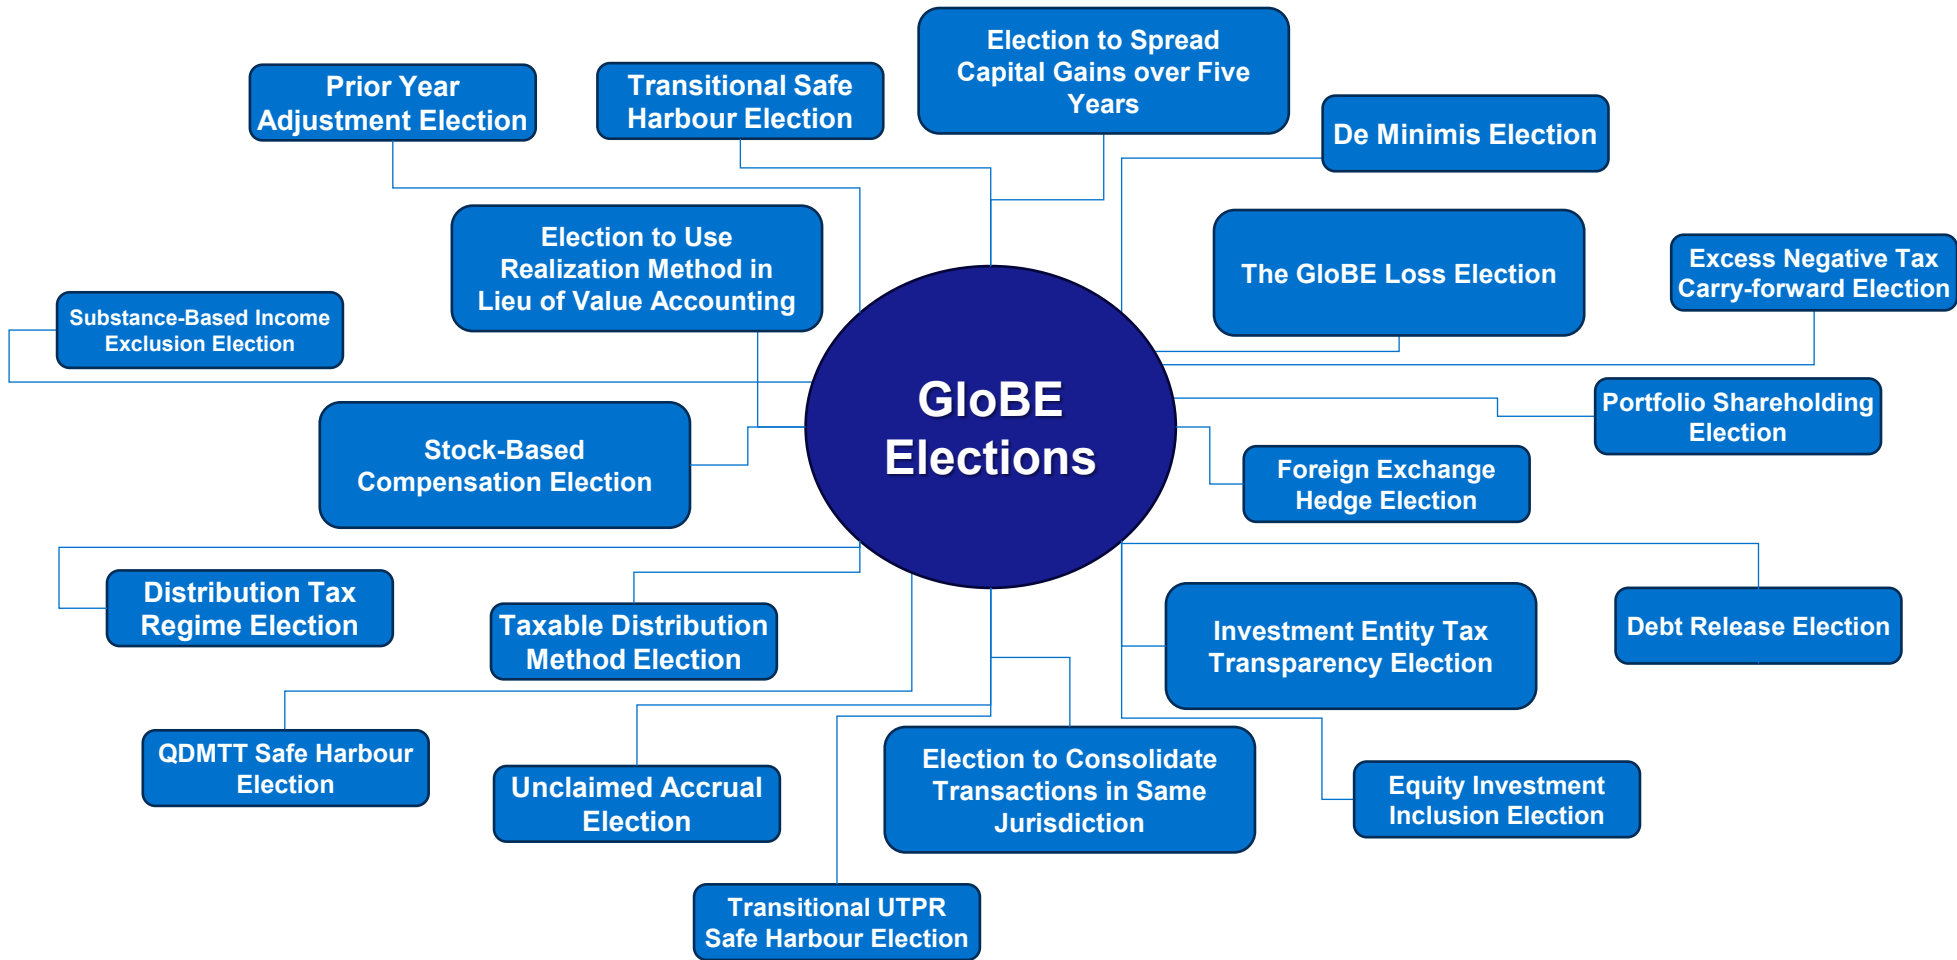 Election to Spread
Capital Gains over Five
Years
Prior Year
Adjustment Election
Transitional Safe
Harbour Election
De Minimis Election
Election to Use
Realization Method in
Lieu of Value Accounting
The GloBE Loss Election
Excess Negative Tax
Carry-forward Election
Substance-Based Income
Exclusion Election
GloBE
Elections
Portfolio Shareholding
Election
Stock-Based
Compensation Election
Foreign Exchange
Hedge Election
Distribution Tax
Regime Election
Taxable Distribution
Method Election
Investment Entity Tax
Transparency Election
Debt Release Election
QDMTT Safe Harbour
Election
Unclaimed Accrual
Election
Election to Consolidate
Transactions in Same
Jurisdiction
Equity Investment
Inclusion Election
Transitional UTPR
Safe Harbour Election